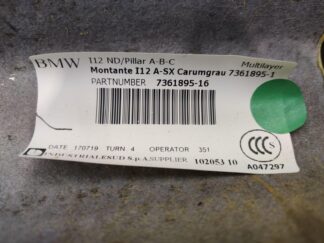 BMW I12 ND/Pillar A-B-C Multilayer
Montante I12 A-SX Carumgrau 7361895-1
PARTNUMBER 7361895-16
DATE 170719 TURN 4 OPERATOR 351
INDUSTRIALESUD S.p.A. SUPPLIER 102053 10
CCC S
A047297